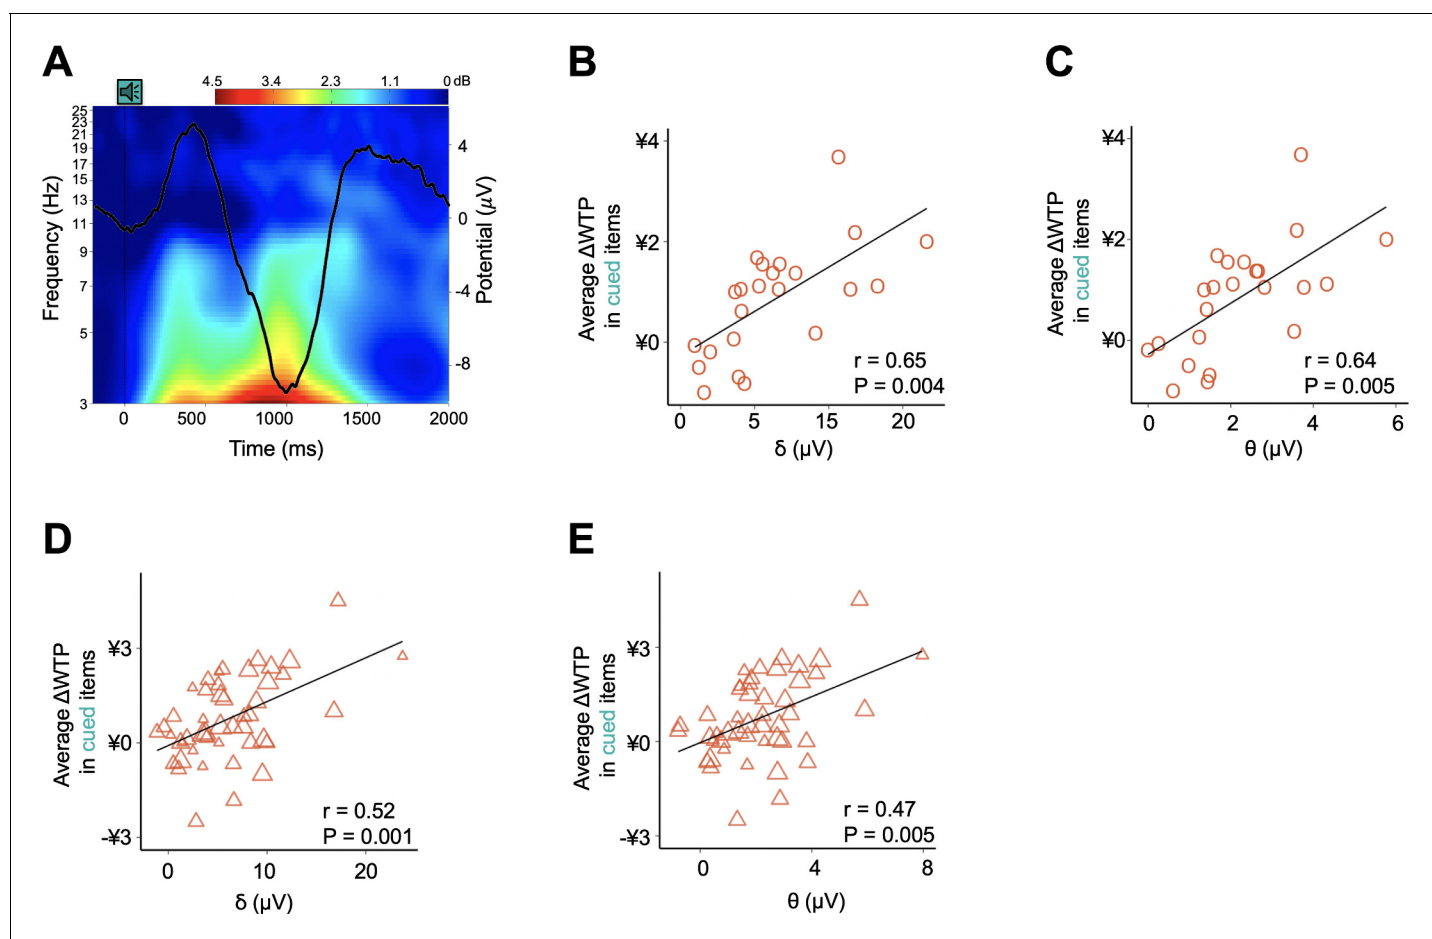 A
4.5 3.4 2.3 1.1 0 dB
25
23
21
19
17
15
13
11
9
7
5
3
Frequency (Hz)
4
0
-4
-8
Potential (µV)
0 500 1000 1500 2000
Time (ms)
B
Average ΔWTP
in cued items
¥4
¥2
¥0
r = 0.65
P = 0.004
0 5 15 20
δ (µV)
C
Average ΔWTP
in cued items
¥4
¥2
¥0
r = 0.64
P = 0.005
0 2 4 6
θ (µV)
D
Average ΔWTP
in cued items
¥3
¥0
-¥3
r = 0.52
P = 0.001
0 10 20
δ (µV)
E
Average ΔWTP
in cued items
¥3
¥0
-¥3
r = 0.47
P = 0.005
0 4 8
θ (µV)